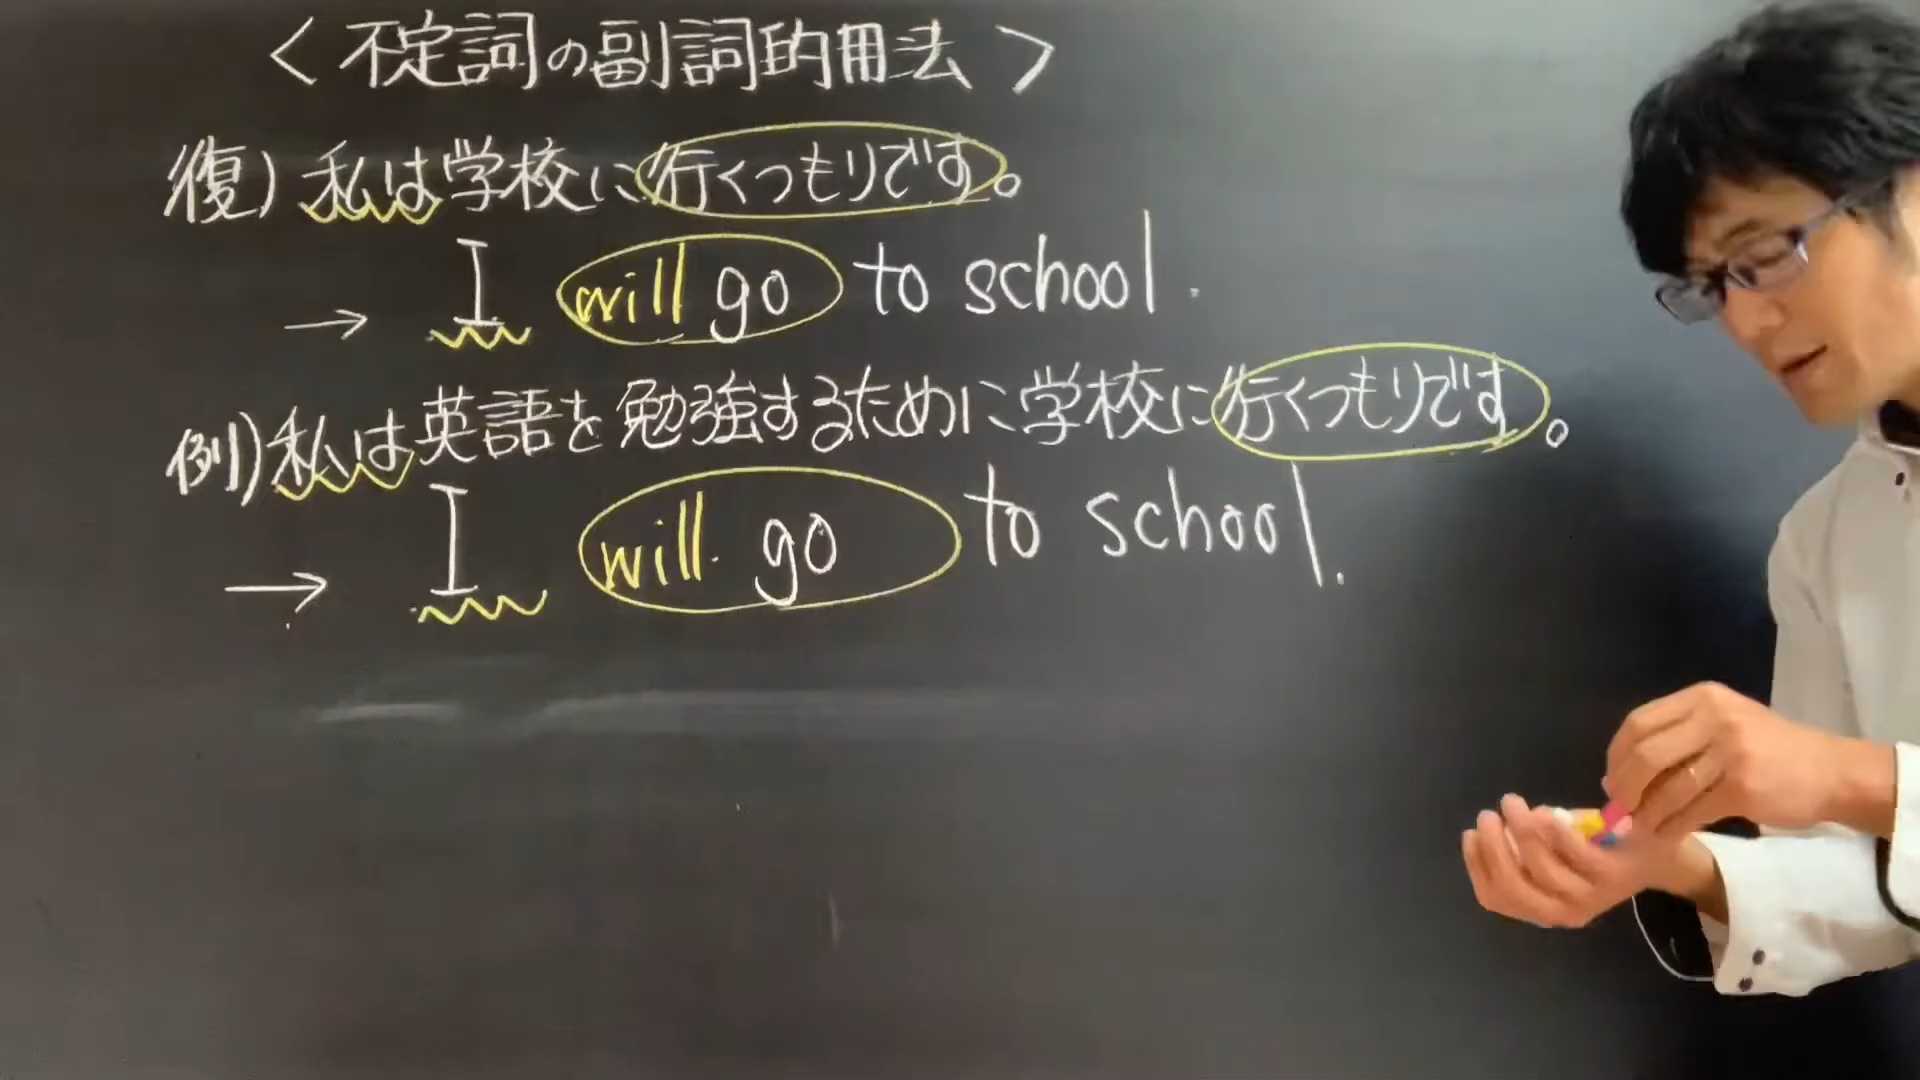 <不定詞の副詞的用法>
復) 私は学校に行くつもりです。
→ I will go to school.
例) 私は英語を勉強するために学校に行くつもりです。
→ I will go to school.